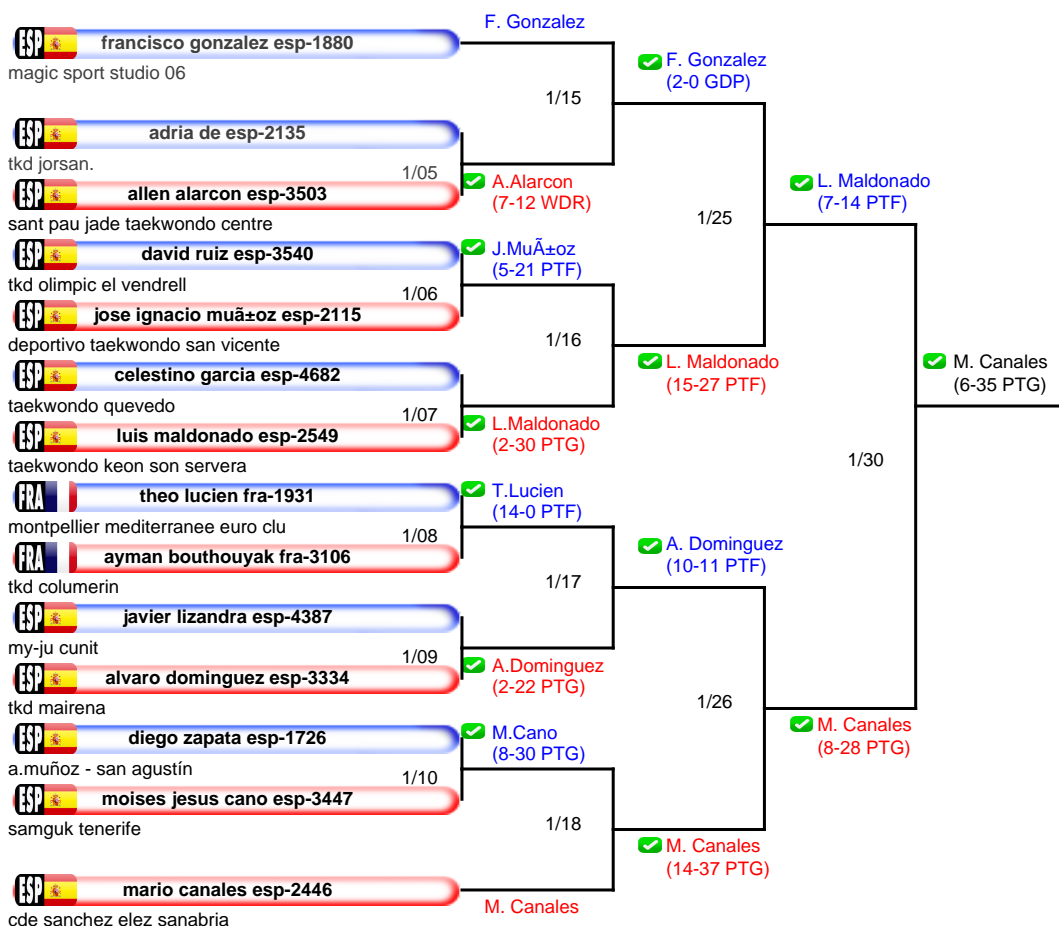 F. Gonzalez
ESP francisco gonzalez esp-1880
magic sport studio 06
F. Gonzalez
(2-0 GDP)
1/15
ESP adria de esp-2135
tkd jorsan.
1/05
ESP allen alarcon esp-3503
A.Alarcon
(7-12 WDR)
sant pau jade taekwondo centre
L. Maldonado
(7-14 PTF)
1/25
ESP david ruiz esp-3540
J.MuÃ±oz
(5-21 PTF)
tkd olimpic el vendrell
1/06
ESP jose ignacio muã±oz esp-2115
deportivo taekwondo san vicente
1/16
L. Maldonado
(15-27 PTF)
M. Canales
(6-35 PTG)
ESP celestino garcia esp-4682
taekwondo quevedo
1/07
ESP luis maldonado esp-2549
L.Maldonado
(2-30 PTG)
taekwondo keon son servera
1/30
FRA theo lucien fra-1931
T.Lucien
(14-0 PTF)
montpellier mediterranee euro clu
1/08
FRA ayman bouthouyak fra-3106
tkd columerin
A. Dominguez
(10-11 PTF)
1/17
ESP javier lizandra esp-4387
my-ju cunit
1/09
ESP alvaro dominguez esp-3334
A.Dominguez
(2-22 PTG)
tkd mairena
1/26
M. Canales
(8-28 PTG)
ESP diego zapata esp-1726
M.Cano
(8-30 PTG)
a.muñoz - san agustín
1/10
ESP moises jesus cano esp-3447
samguk tenerife
1/18
M. Canales
(14-37 PTG)
ESP mario canales esp-2446
M. Canales
cde sanchez elez sanabria